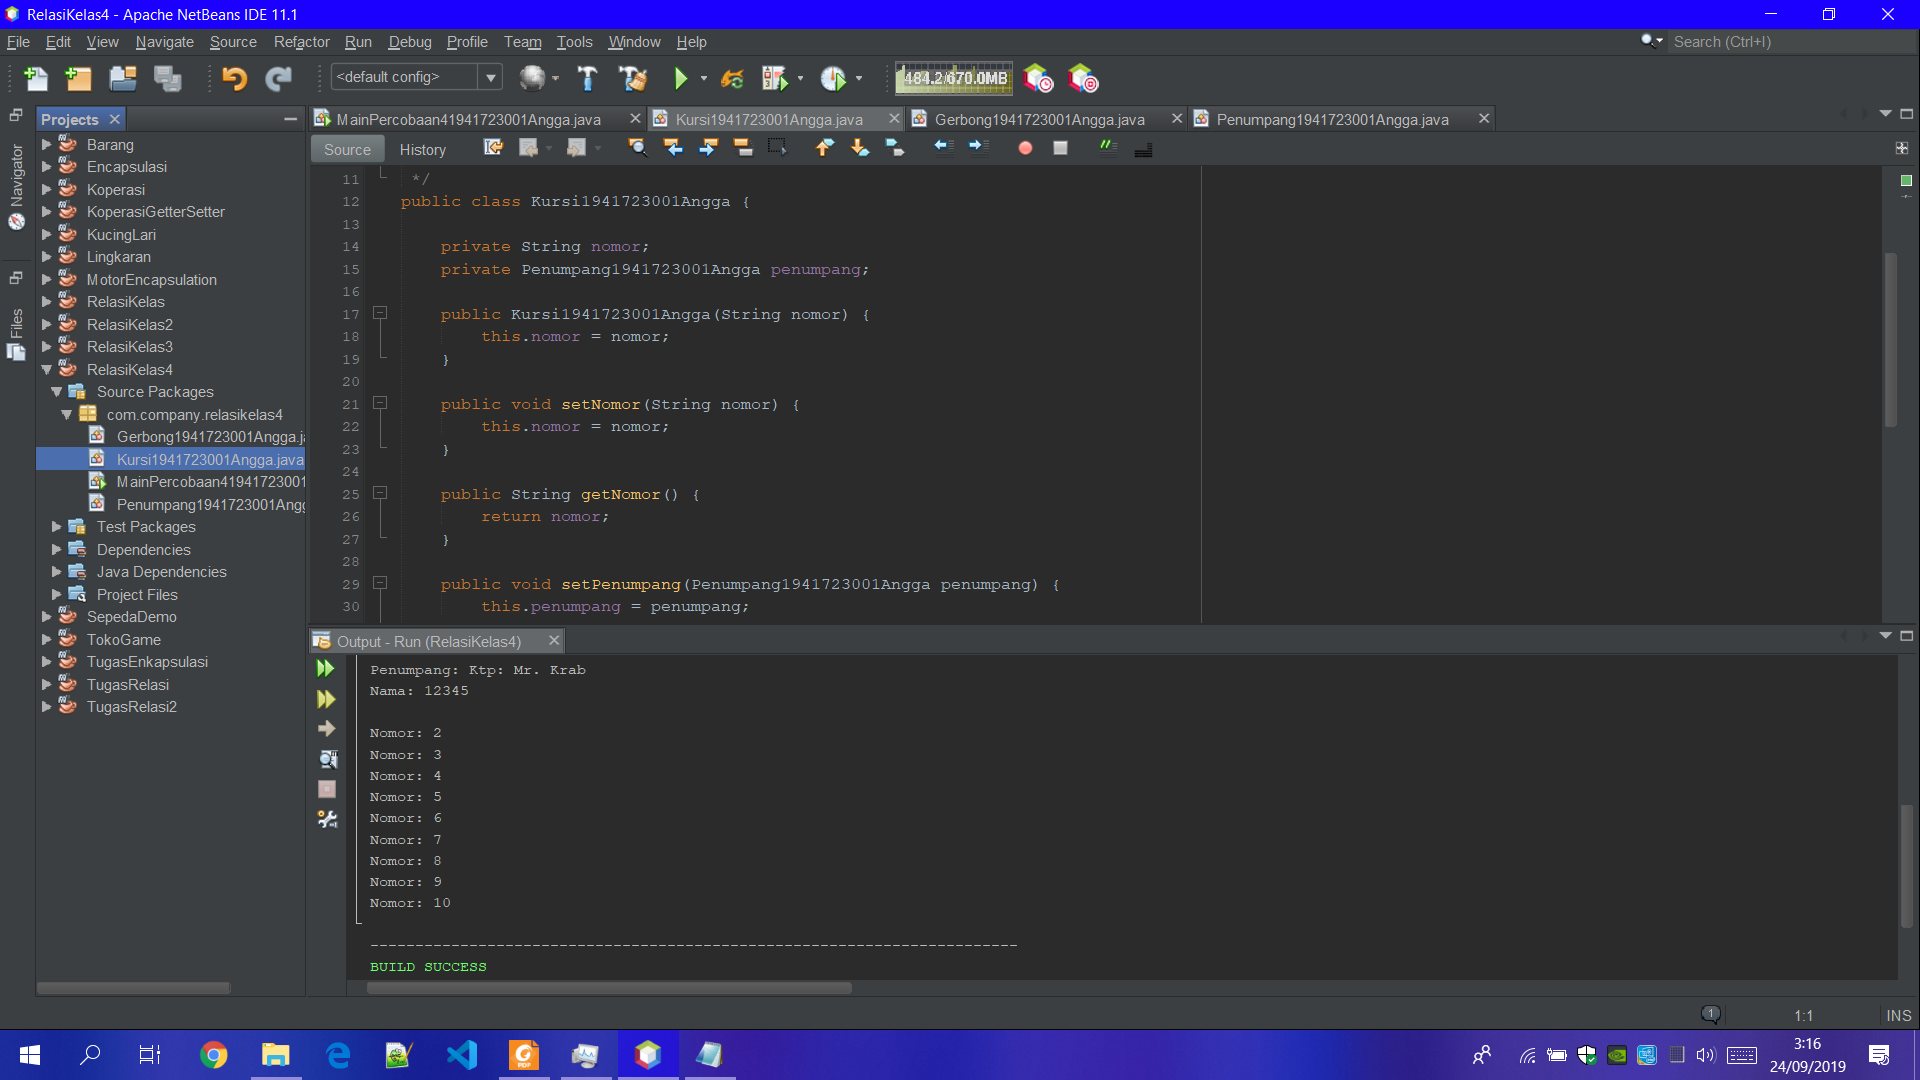 RelasiKelas4 - Apache NetBeans IDE 11.1
File Edit View Navigate Source Refactor Run Debug Profile Team Tools Window Help
Search (Ctrl+I)
<default config>
484.2/670.0MB
Projects
Navigator
Files
Barang
Encapsulasi
Koperasi
KoperasiGetterSetter
KucingLari
Lingkaran
MotorEncapsulation
RelasiKelas
RelasiKelas2
RelasiKelas3
RelasiKelas4
Source Packages
com.company.relasikelas4
Gerbong1941723001Angga.ja
Kursi1941723001Angga.java
MainPercobaan41941723001
Penumpang1941723001Angg
Test Packages
Dependencies
Java Dependencies
Project Files
SepedaDemo
TokoGame
TugasEnkapsulasi
TugasRelasi
TugasRelasi2
MainPercobaan41941723001Angga.java
Kursi1941723001Angga.java
Gerbong1941723001Angga.java
Penumpang1941723001Angga.java
Source History
11 */
12 public class Kursi1941723001Angga {
13
14 private String nomor;
15 private Penumpang1941723001Angga penumpang;
16
17 public Kursi1941723001Angga(String nomor) {
18 this.nomor = nomor;
19 }
20
21 public void setNomor(String nomor) {
22 this.nomor = nomor;
23 }
24
25 public String getNomor() {
26 return nomor;
27 }
28
29 public void setPenumpang(Penumpang1941723001Angga penumpang) {
30 this.penumpang = penumpang;
Output - Run (RelasiKelas4)
Penumpang: Ktp: Mr. Krab
Nama: 12345
Nomor: 2
Nomor: 3
Nomor: 4
Nomor: 5
Nomor: 6
Nomor: 7
Nomor: 8
Nomor: 9
Nomor: 10
------------------------------------------------------------------------
BUILD SUCCESS
1
1:1
INS
3:16
24/09/2019